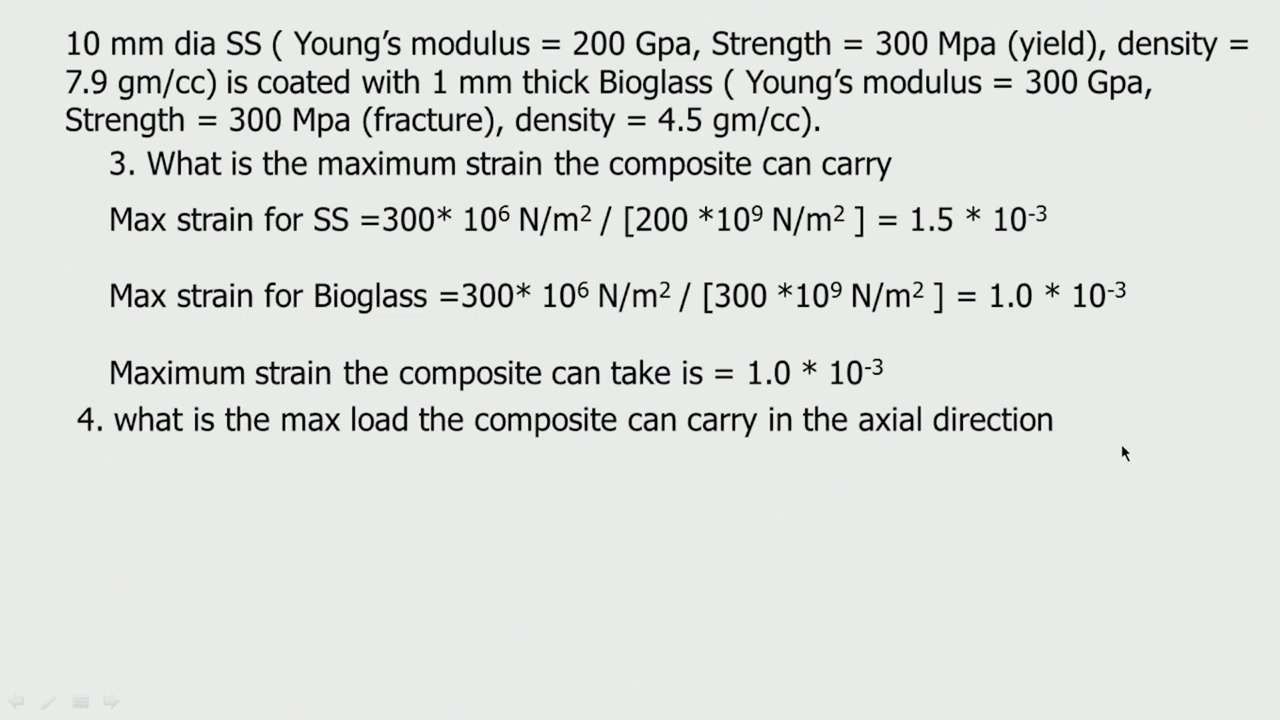 10 mm dia SS ( Young's modulus = 200 Gpa, Strength = 300 Mpa (yield), density =
7.9 gm/cc) is coated with 1 mm thick Bioglass ( Young's modulus = 300 Gpa,
Strength = 300 Mpa (fracture), density = 4.5 gm/cc).
3. What is the maximum strain the composite can carry
Max strain for SS =300* 10⁶ N/m² / [200 *10⁹ N/m² ] = 1.5 * 10⁻³
Max strain for Bioglass =300* 10⁶ N/m² / [300 *10⁹ N/m² ] = 1.0 * 10⁻³
Maximum strain the composite can take is = 1.0 * 10⁻³
4. what is the max load the composite can carry in the axial direction